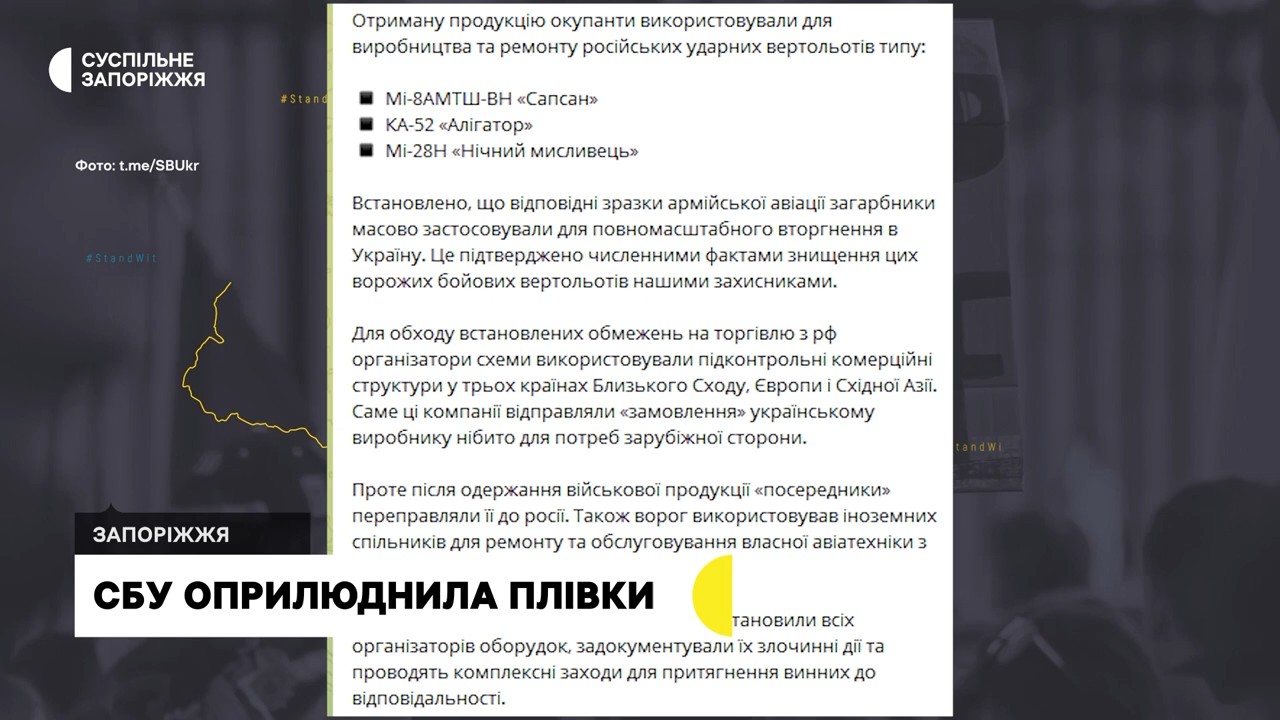 СУСПІЛЬНЕ
ЗАПОРІЖЖЯ
#Stand
Фото: t.me/SBUkr
#StandWit
Отриману продукцію окупанти використовували для
виробництва та ремонту російських ударних вертольотів типу:
Мі-8АМТШ-ВН «Сапсан»
КА-52 «Алігатор»
Мі-28Н «Нічний мисливець»
Встановлено, що відповідні зразки армійської авіації загарбники
масово застосовували для повномасштабного вторгнення в
Україну. Це підтверджено численними фактами знищення цих
ворожих бойових вертольотів нашими захисниками.
Для обходу встановлених обмежень на торгівлю з рф
організатори схеми використовували підконтрольні комерційні
структури у трьох країнах Близького Сходу, Європи і Східної Азії.
Саме ці компанії відправляли «замовлення» українському
виробнику нібито для потреб зарубіжної сторони.
tandWi
Проте після одержання військової продукції «посередники»
переправляли її до росії. Також ворог використовував іноземних
спільників для ремонту та обслуговування власної авіатехніки з
тановили всіх
організаторів оборудок, задокументували їх злочинні дії та
проводять комплексні заходи для притягнення винних до
відповідальності.
ЗАПОРІЖЖЯ
СБУ ОПРИЛЮДНИЛА ПЛІВКИ